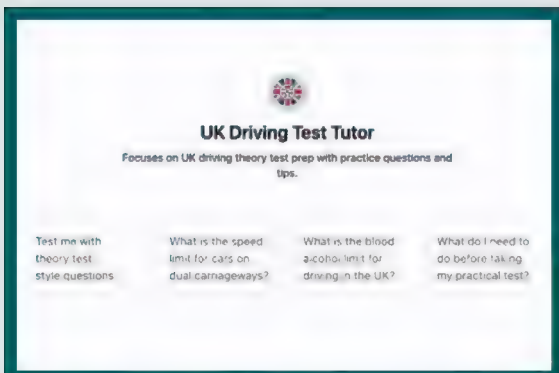 UK Driving Test Tutor
Focuses on UK driving theory test prep with practice questions and
tips.
Test me with
theory test
style questions
What is the speed
limit for cars on
dual carriageways?
What is the blood
alcohol limit for
driving in the UK?
What do I need to
do before taking
my practical test?